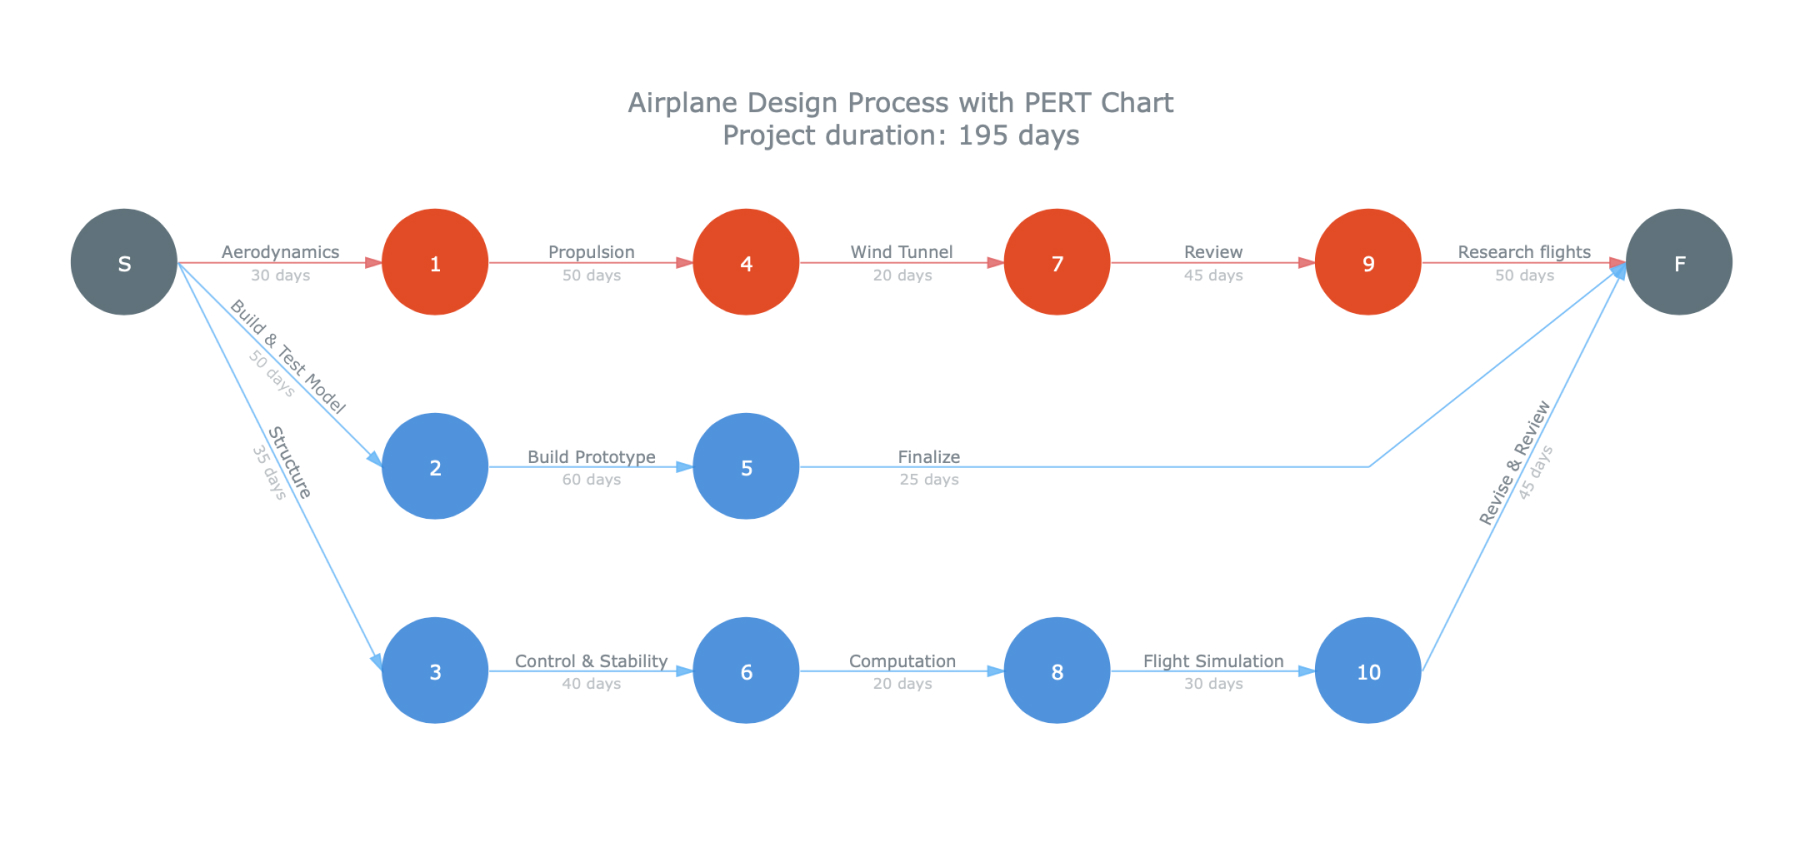 Airplane Design Process with PERT Chart
Project duration: 195 days
S
Aerodynamics
30 days
1
Propulsion
50 days
4
Wind Tunnel
20 days
7
Review
45 days
9
Research flights
50 days
F
Build & Test Model
50 days
2
Build Prototype
60 days
5
Finalize
25 days
Structure
35 days
3
Control & Stability
40 days
6
Computation
20 days
8
Flight Simulation
30 days
10
Revise & Review
45 days